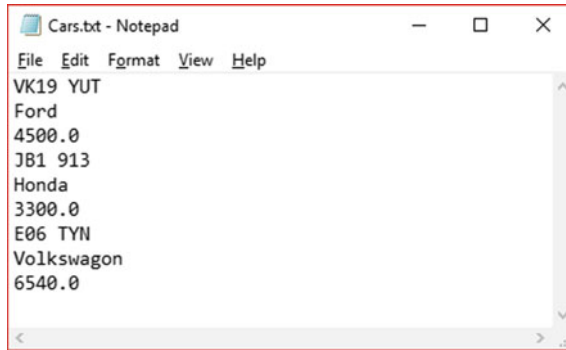 Cars.txt - Notepad
File Edit Format View Help
VK19 YUT
Ford
4500.0
JB1 913
Honda
3300.0
E06 TYN
Volkswagon
6540.0